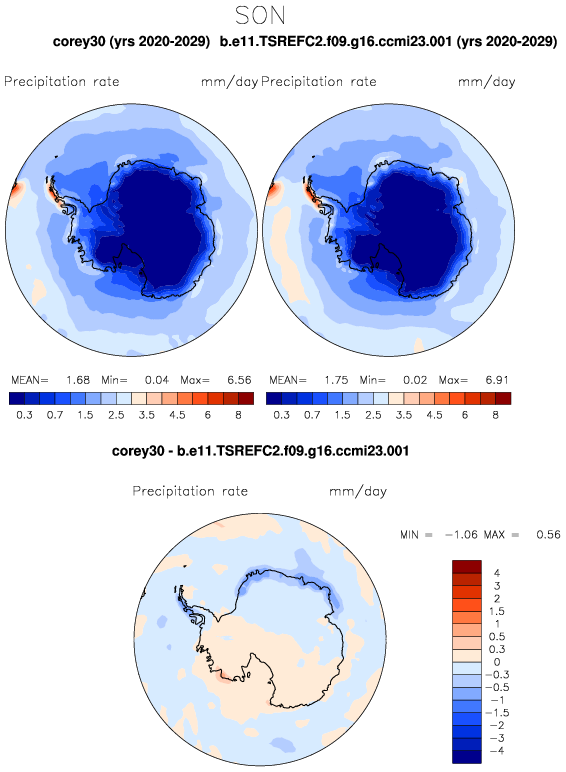 SON
corey30 (yrs 2020-2029) b.e11.TSREFC2.f09.g16.ccmi23.001 (yrs 2020-2029)
Precipitation rate mm/day Precipitation rate mm/day
MEAN= 1.68 Min= 0.04 Max= 6.56 MEAN= 1.75 Min= 0.02 Max= 6.91
0.3 0.7 1.5 2.5 3.5 4.5 6 8 0.3 0.7 1.5 2.5 3.5 4.5 6 8
corey30 - b.e11.TSREFC2.f09.g16.ccmi23.001
Precipitation rate mm/day
MIN = -1.06 MAX = 0.56
4
3
2
1.5
1
0.5
0.3
0
-0.3
-0.5
-1
-1.5
-2
-3
-4